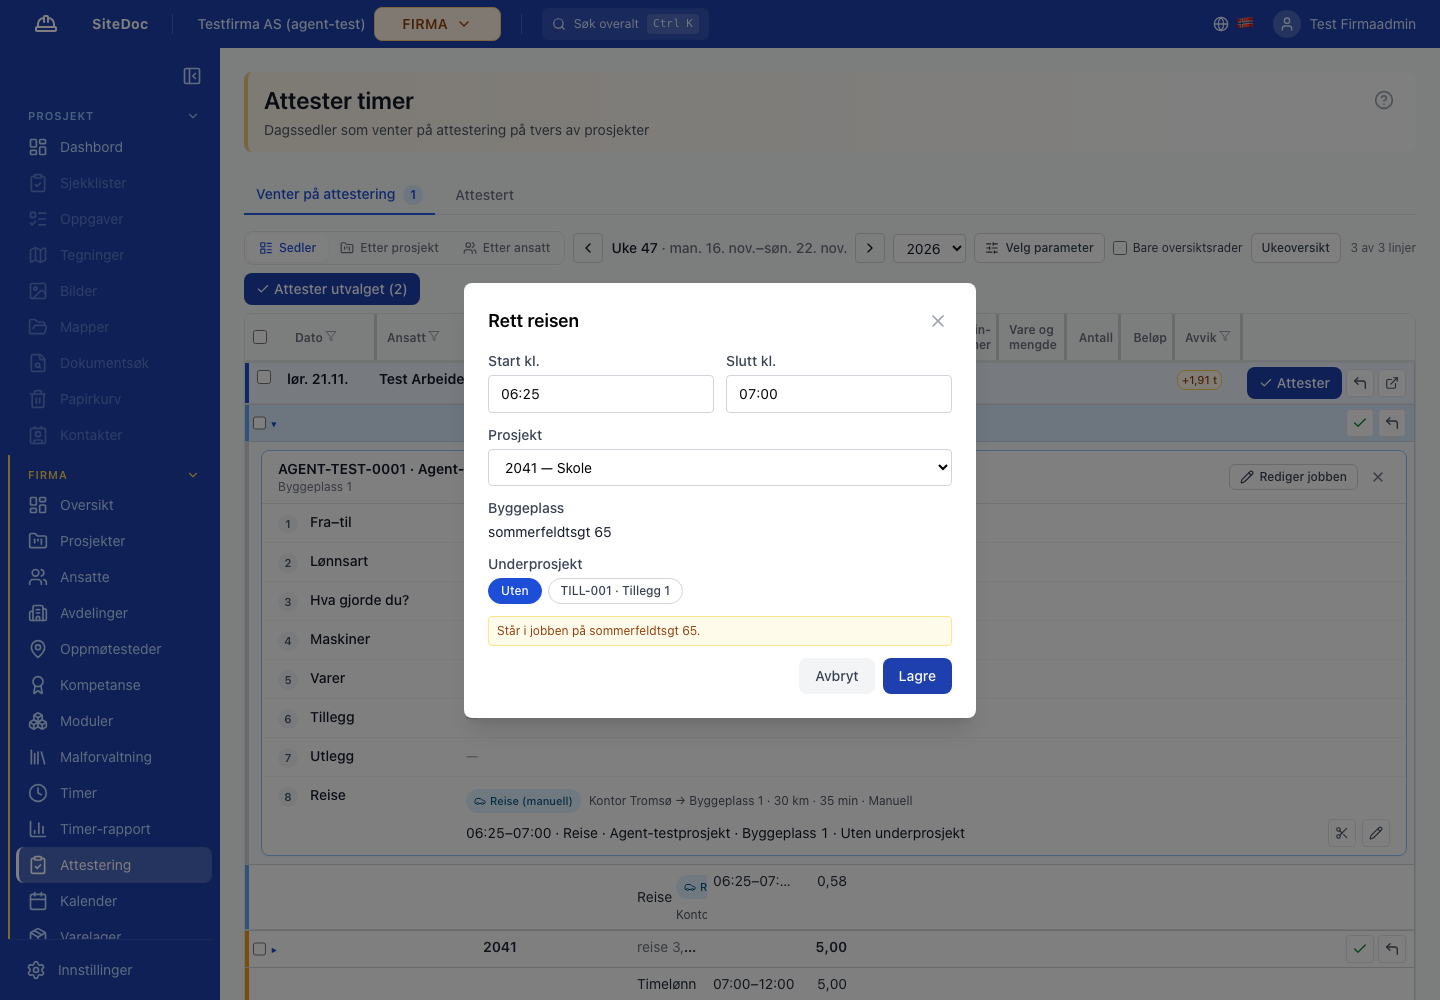 SiteDoc
Testfirma AS (agent-test)
FIRMA
Søk overalt
Ctrl K
Test Firmaadmin
PROSJEKT
Dashbord
Sjekklister
Oppgaver
Tegninger
Bilder
Mapper
Dokumentsøk
Papirkurv
Kontakter
FIRMA
Oversikt
Prosjekter
Ansatte
Avdelinger
Oppmøtesteder
Kompetanse
Moduler
Malforvaltning
Timer
Timer-rapport
Attestering
Kalender
Varelager
Innstillinger
Attester timer
Dagssedler som venter på attestering på tvers av prosjekter
Venter på attestering 1
Attestert
Sedler
Etter prosjekt
Etter ansatt
Uke 47 · man. 16. nov.–søn. 22. nov.
2026
Velg parameter
Bare oversiktsrader
Ukeoversikt
3 av 3 linjer
Attester utvalget (2)
Dato
Ansatt
Vare og mengde
Antall
Beløp
Avvik
lør. 21.11.
Test Arbeide
+1,91 t
Attester
AGENT-TEST-0001 · Agent-
Byggeplass 1
Rediger jobben
1 Fra–til
2 Lønnsart
3 Hva gjorde du?
4 Maskiner
5 Varer
6 Tillegg
7 Utlegg
—
8 Reise
Reise (manuell)
Kontor Tromsø → Byggeplass 1 · 30 km · 35 min · Manuell
06:25–07:00 · Reise · Agent-testprosjekt · Byggeplass 1 · Uten underprosjekt
Reise
R
Kontc
06:25–07:...
0,58
2041
reise 3,...
5,00
Timelønn
07:00–12:00
5,00
Rett reisen
Start kl.
Slutt kl.
06:25
07:00
Prosjekt
2041 — Skole
Byggeplass
sommerfeldtsgt 65
Underprosjekt
Uten
TILL-001 · Tillegg 1
Står i jobben på sommerfeldtsgt 65.
Avbryt
Lagre